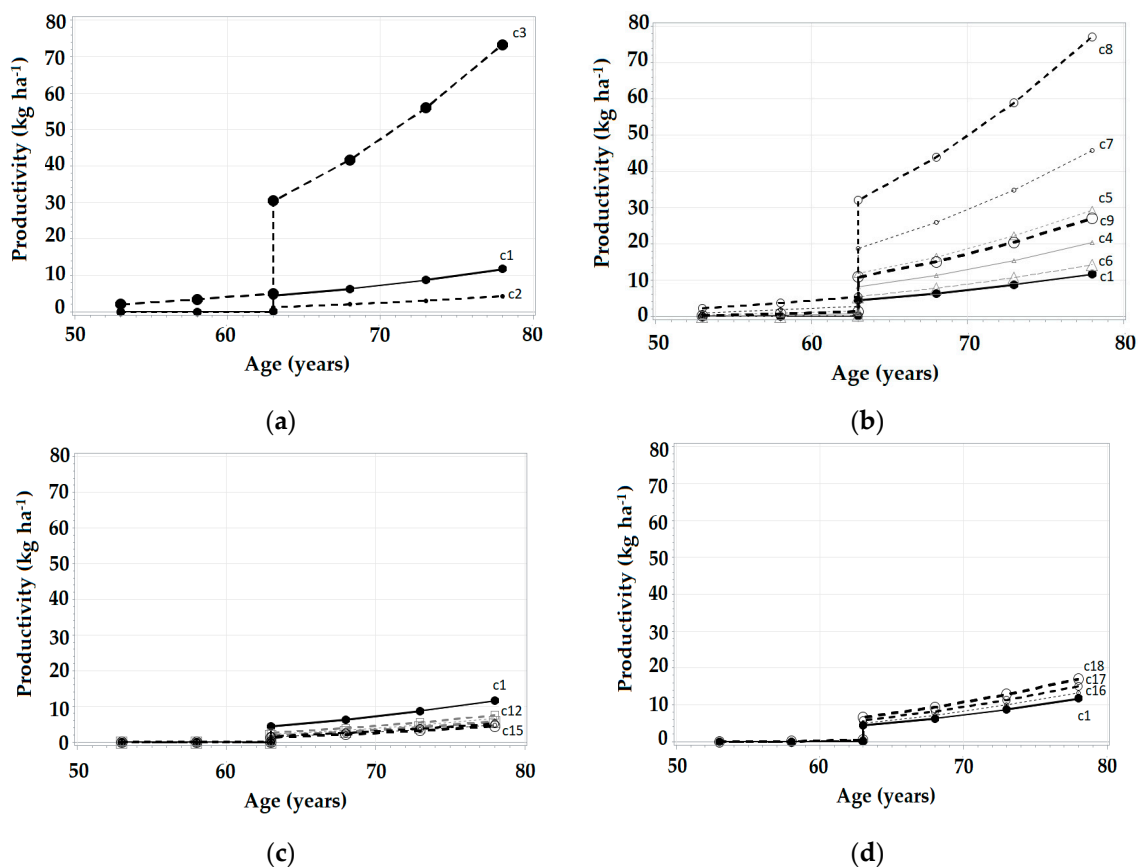 80
70
60
50
40
30
20
10
0
Productivity (kg ha⁻¹)
c3
c1
c2
50 60 70 80
Age (years)
(a)
80
70
60
50
40
30
20
10
0
Productivity (kg ha⁻¹)
c8
c7
c5
c9
c4
c6
c1
50 60 70 80
Age (years)
(b)
80
70
60
50
40
30
20
10
0
Productivity (kg ha⁻¹)
c1
c12
c15
50 60 70 80
Age (years)
(c)
80
70
60
50
40
30
20
10
0
Productivity (kg ha⁻¹)
c18
c17
c16
c1
50 60 70 80
Age (years)
(d)